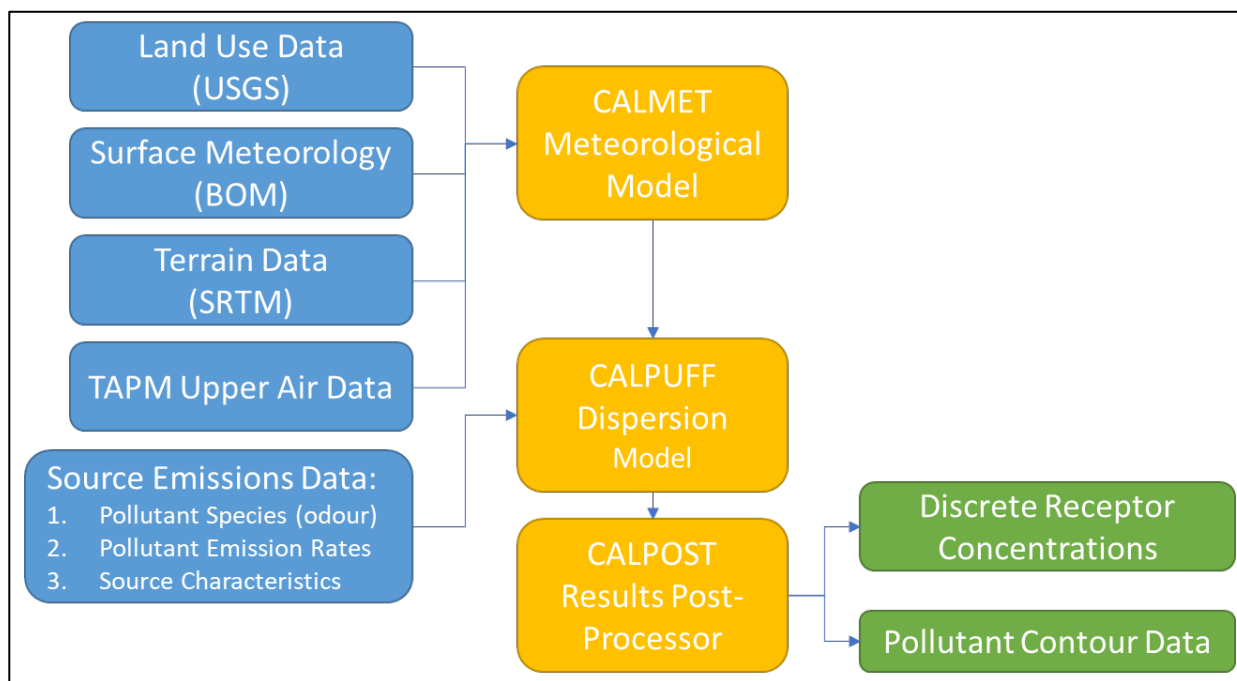 Land Use Data
(USGS)
Surface Meteorology
(BOM)
Terrain Data
(SRTM)
TAPM Upper Air Data
Source Emissions Data:
1. Pollutant Species (odour)
2. Pollutant Emission Rates
3. Source Characteristics
CALMET
Meteorological
Model
CALPUFF
Dispersion
Model
CALPOST
Results Post-
Processor
Discrete Receptor
Concentrations
Pollutant Contour Data